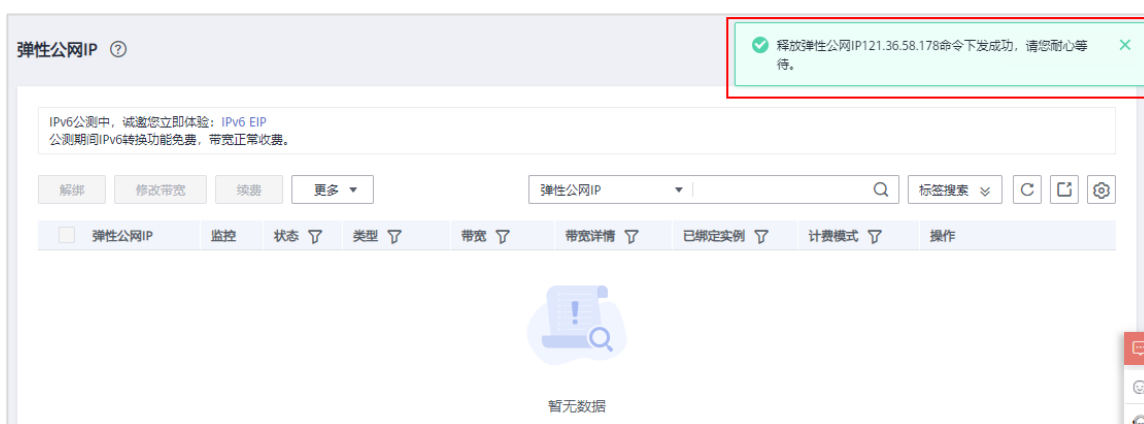 弹性公网IP
释放弹性公网IP121.36.58.178命令下发成功，请您耐心等
待。
IPv6公测中，诚邀您立即体验：IPv6 EIP
公测期间IPv6转换功能免费，带宽正常收费。
解绑 修改带宽 续费 更多 弹性公网IP 标签搜索
弹性公网IP 监控 状态 类型 带宽 带宽详情 已绑定实例 计费模式 操作
暂无数据